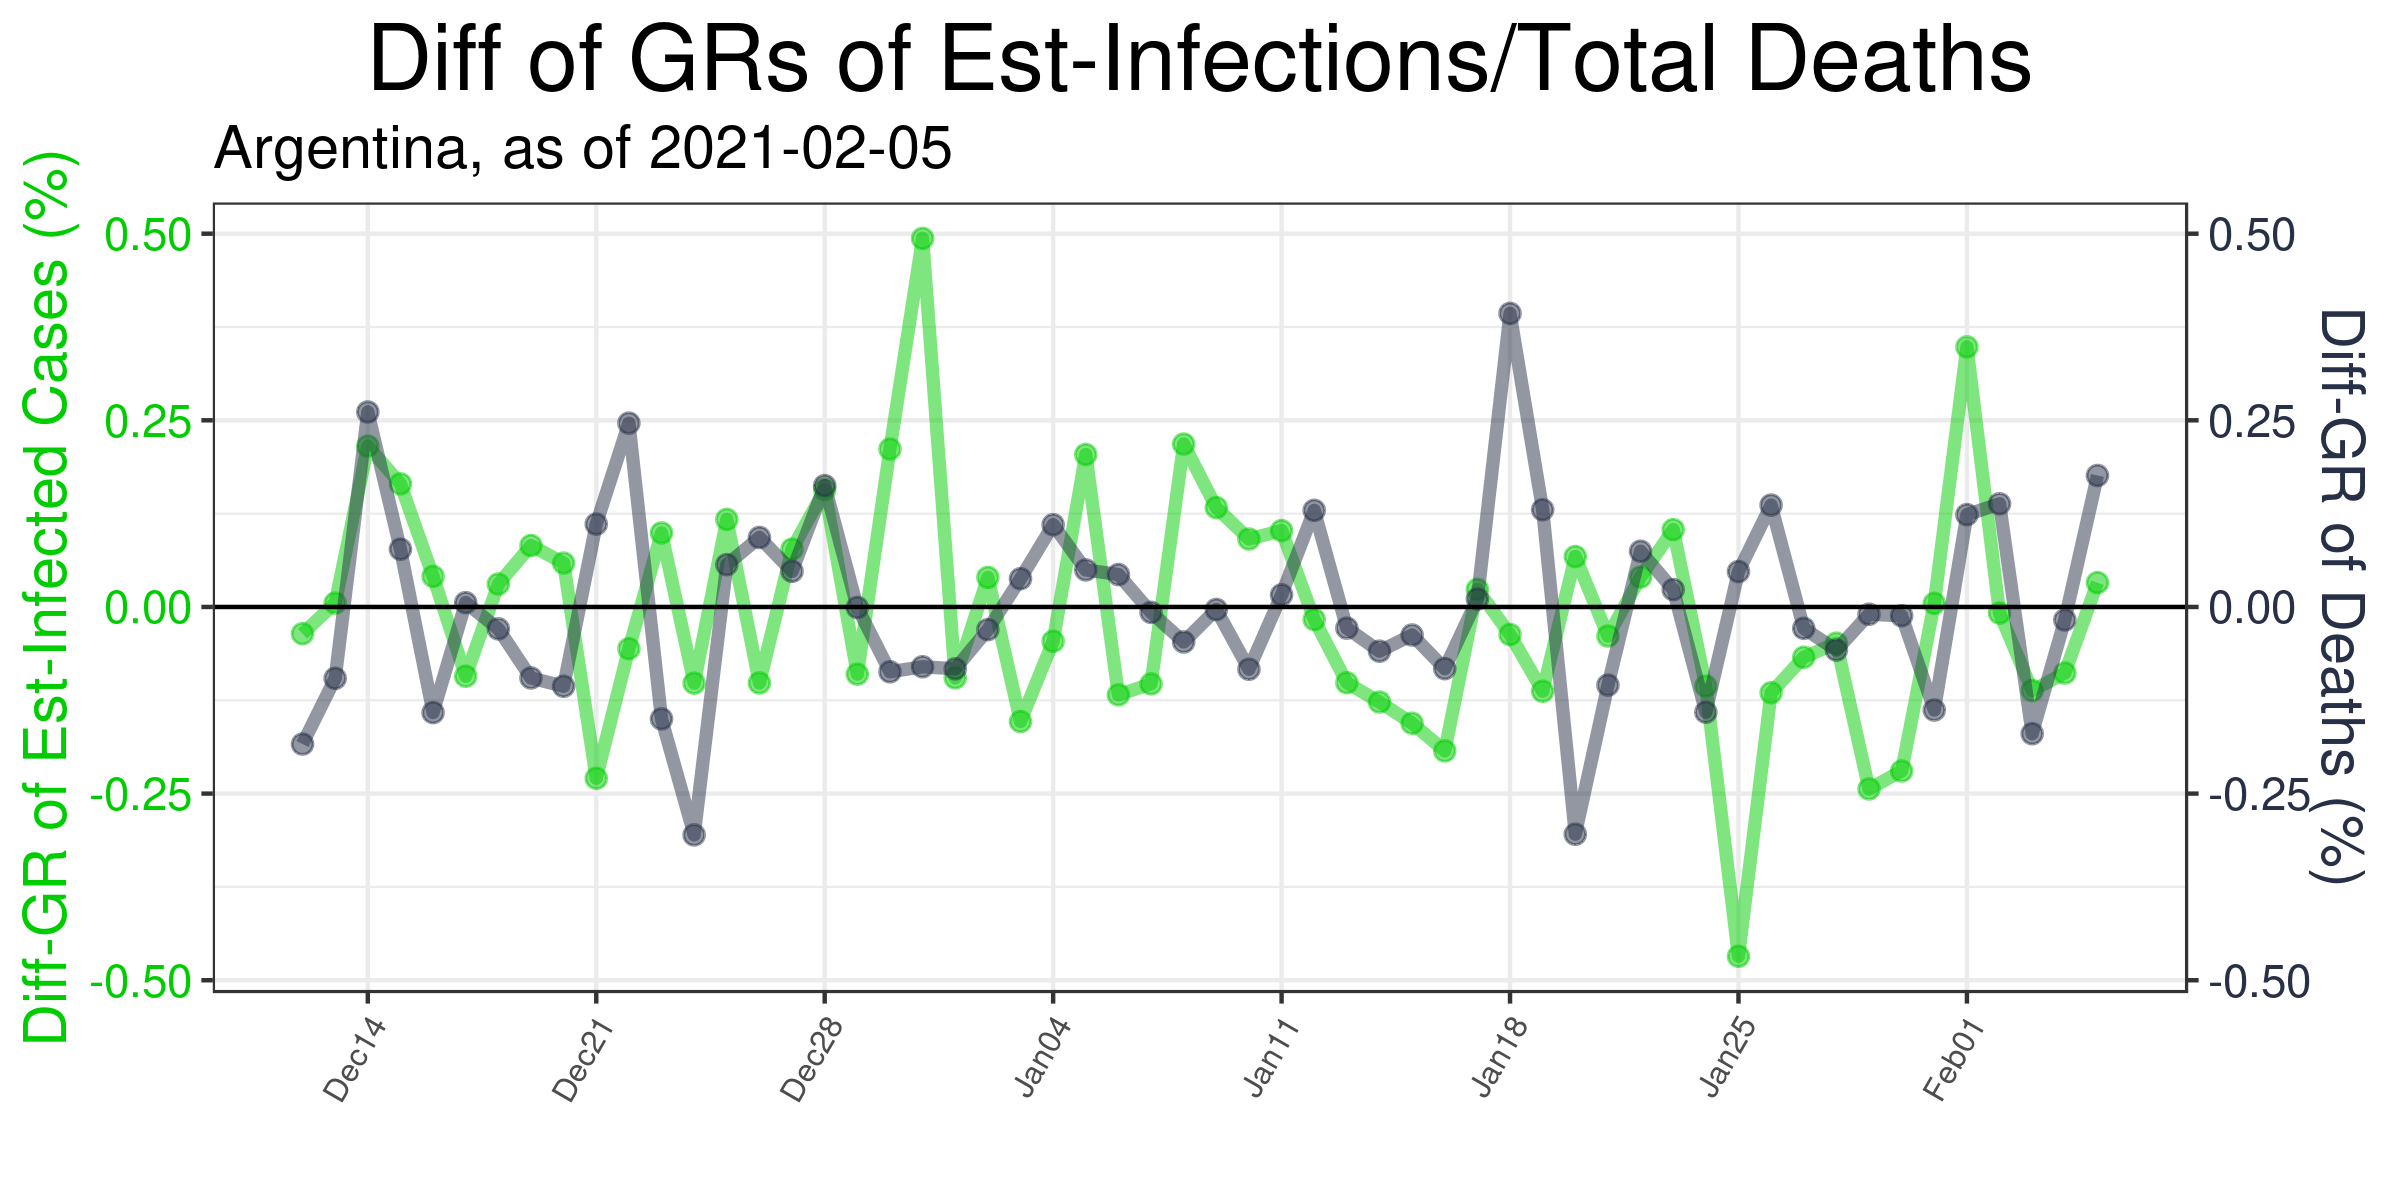 Diff of GRs of Est-Infections/Total Deaths
Argentina, as of 2021-02-05
Diff-GR of Est-Infected Cases (%)
0.50
0.25
0.00
-0.25
-0.50
0.50
0.25
0.00
-0.25
-0.50
Diff-GR of Deaths (%)
Dec14
Dec21
Dec28
Jan04
Jan11
Jan18
Jan25
Feb01